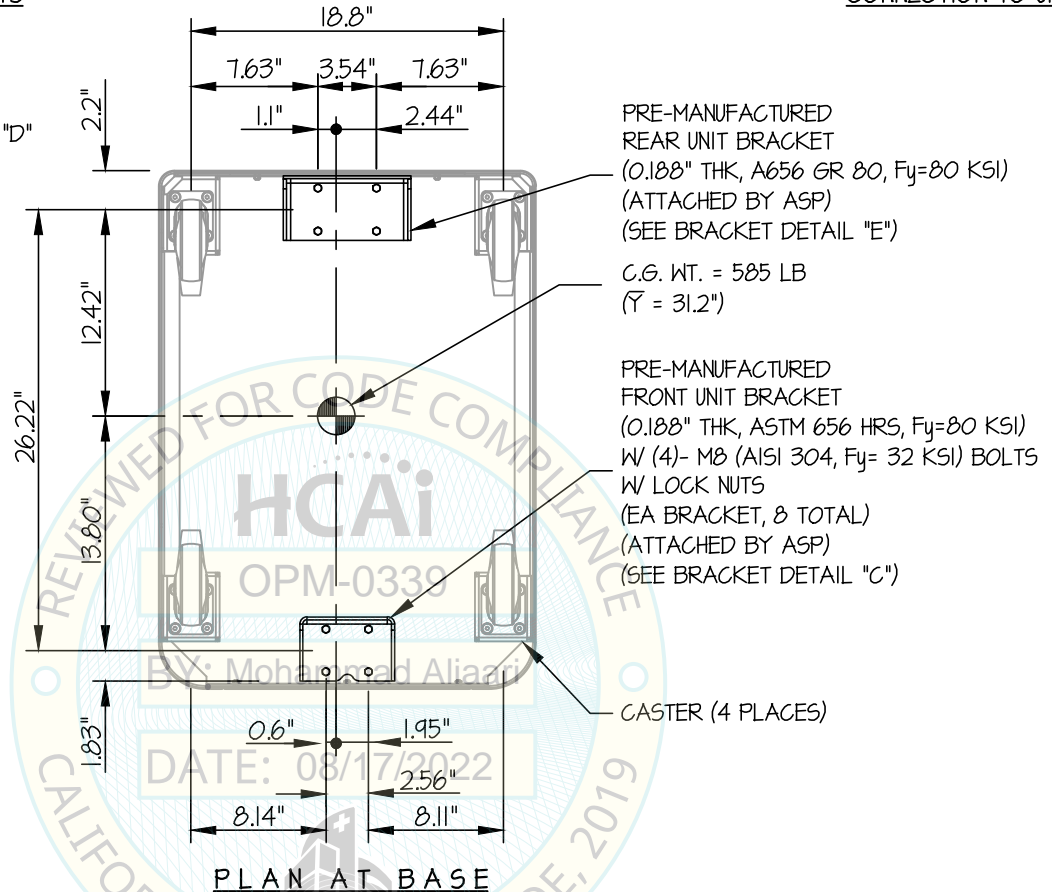 18.8"
7.63" 3.54" 7.63"
1.1" 2.44"
2.2"
"D"
PRE-MANUFACTURED
REAR UNIT BRACKET
(0.188" THK, A656 GR 80, Fy=80 KSI)
(ATTACHED BY ASP)
(SEE BRACKET DETAIL "E")
C.G. WT. = 585 LB
(Y̅ = 31.2")
12.42"
26.22"
13.80"
1.83"
PRE-MANUFACTURED
FRONT UNIT BRACKET
(0.188" THK, ASTM 656 HRS, Fy=80 KSI)
W/ (4)- M8 (AISI 304, Fy= 32 KSI) BOLTS
W/ LOCK NUTS
(EA BRACKET, 8 TOTAL)
(ATTACHED BY ASP)
(SEE BRACKET DETAIL "C")
CASTER (4 PLACES)
REVIEWED FOR CODE COMPLIANCE
HCAi
OPM-0339
BY: Mohammad Aliaari
DATE: 08/17/2022
0.6" 1.95"
2.56"
8.14" 8.11"
PLAN AT BASE